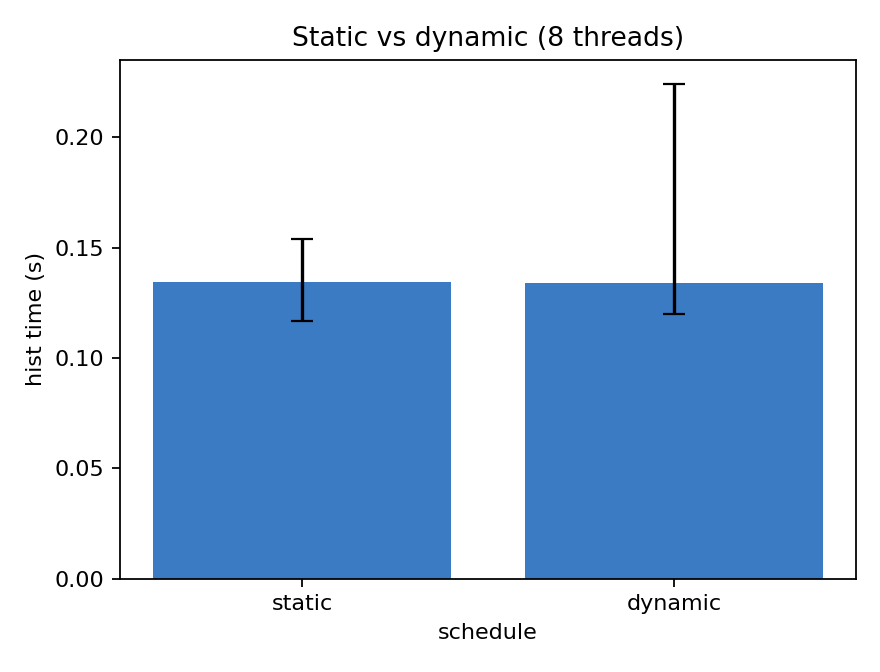 Static vs dynamic (8 threads)
0.20
0.15
0.10
0.05
0.00
hist time (s)
static
dynamic
schedule